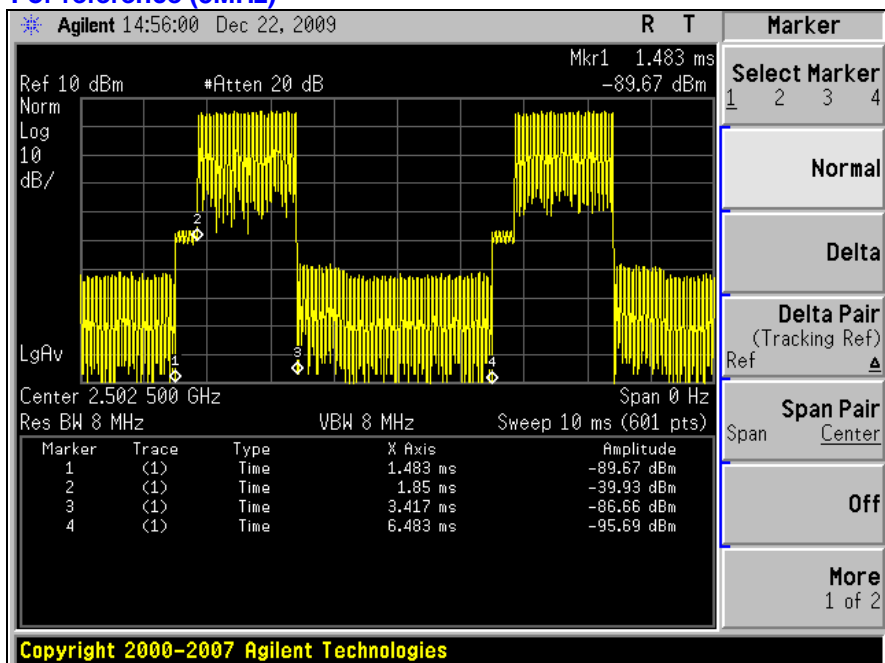 For reference (5MHz)
Agilent 14:56:00 Dec 22, 2009 R T Marker
Mkr1 1.483 ms
Ref 10 dBm #Atten 20 dB -89.67 dBm
Norm
Log
10
dB/
2
1
3
4
LgAv
Center 2.502 500 GHz Span 0 Hz
Res BW 8 MHz VBW 8 MHz Sweep 10 ms (601 pts)
Marker Trace Type X Axis Amplitude
1 (1) Time 1.483 ms -89.67 dBm
2 (1) Time 1.85 ms -39.93 dBm
3 (1) Time 3.417 ms -86.66 dBm
4 (1) Time 6.483 ms -95.69 dBm
Select Marker
1 2 3 4
Normal
Delta
Delta Pair
(Tracking Ref)
Ref Δ
Span Pair
Span Center
Off
More
1 of 2
Copyright 2000-2007 Agilent Technologies